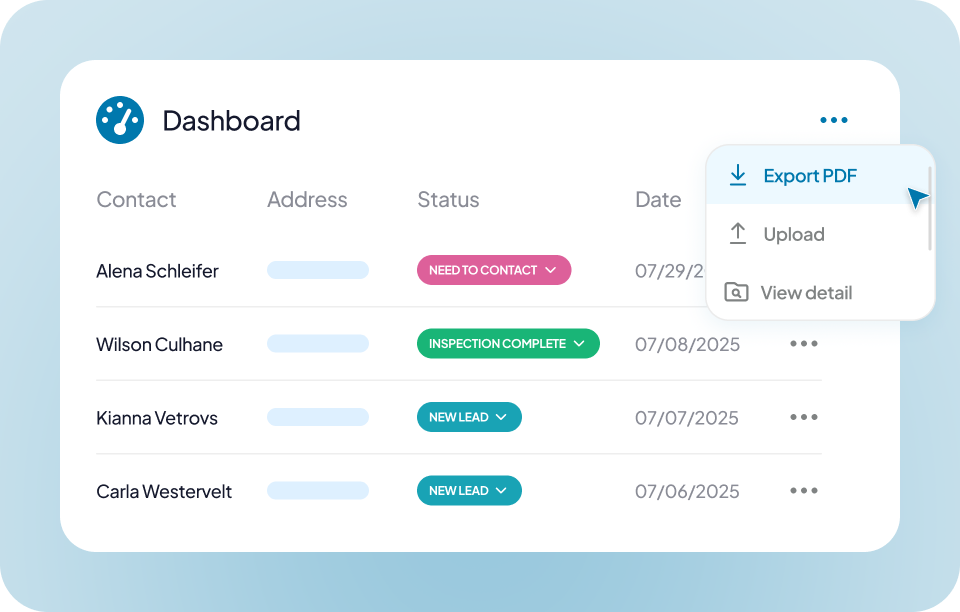 Dashboard
Export PDF
Contact Address Status Date
Upload
Alena Schleifer NEED TO CONTACT 07/29/2
View detail
Wilson Culhane INSPECTION COMPLETE 07/08/2025
Kianna Vetrovs NEW LEAD 07/07/2025
Carla Westervelt NEW LEAD 07/06/2025